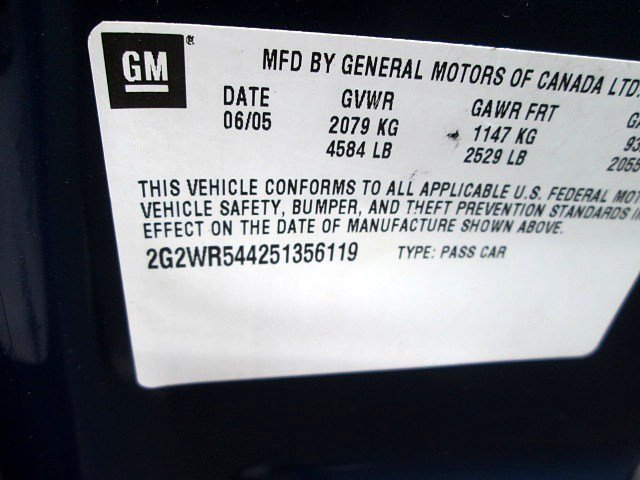 GM®
MFD BY GENERAL MOTORS OF CANADA LTD.
DATE GVWR GAWR FRT
06/05 2079 KG 1147 KG
4584 LB 2529 LB 2055
THIS VEHICLE CONFORMS TO ALL APPLICABLE U.S. FEDERAL
VEHICLE SAFETY, BUMPER, AND THEFT PREVENTION STANDARDS IN
EFFECT ON THE DATE OF MANUFACTURE SHOWN ABOVE.
2G2WR544251356119 TYPE: PASS CAR